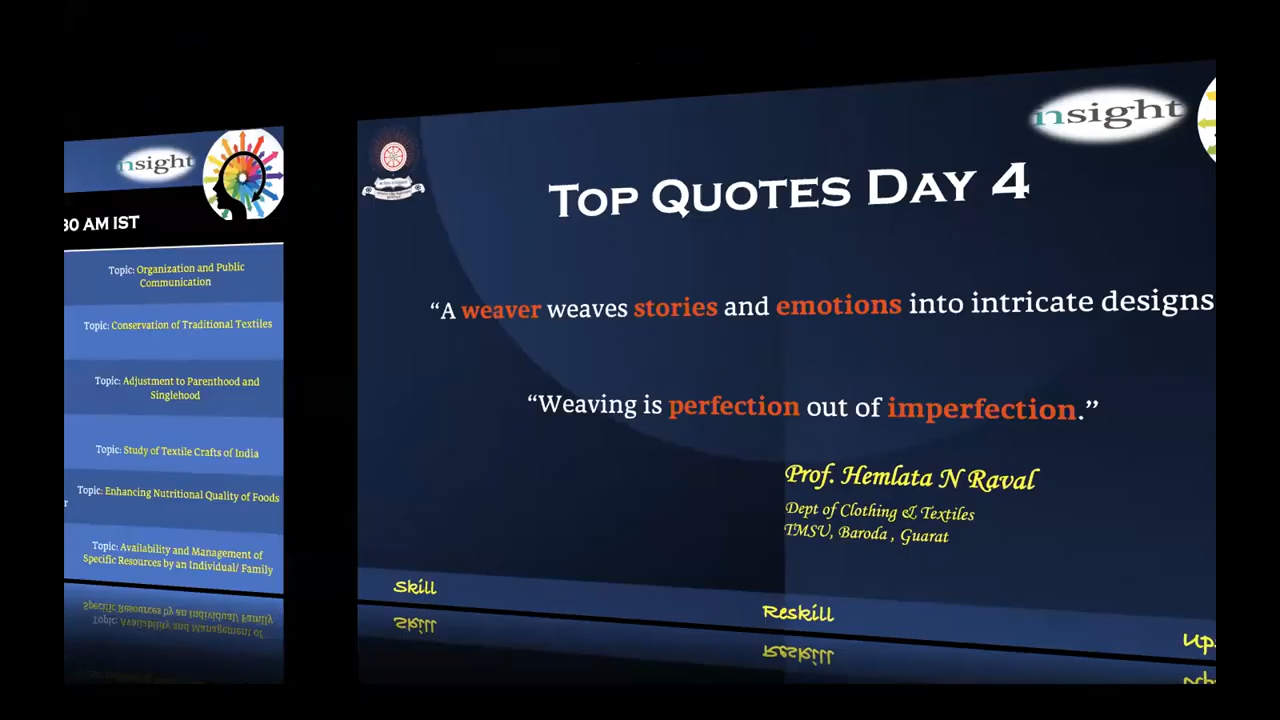 nsight
30 AM IST
Topic: Organization and Public
Communication
Topic: Conservation of Traditional Textiles
Topic: Adjustment to Parenthood and
Singlehood
Topic: Study of Textile Crafts of India
Topic: Enhancing Nutritional Quality of Foods
r
Topic: Availability and Management of
Specific Resources by an Individual/ Family
nsight
TOP QUOTES DAY 4
“A weaver weaves stories and emotions into intricate designs
“Weaving is perfection out of imperfection.”
Prof. Hemlata N Raval
Dept of Clothing & Textiles
TMSU, Baroda , Guarat
Skill
Reskill
Up